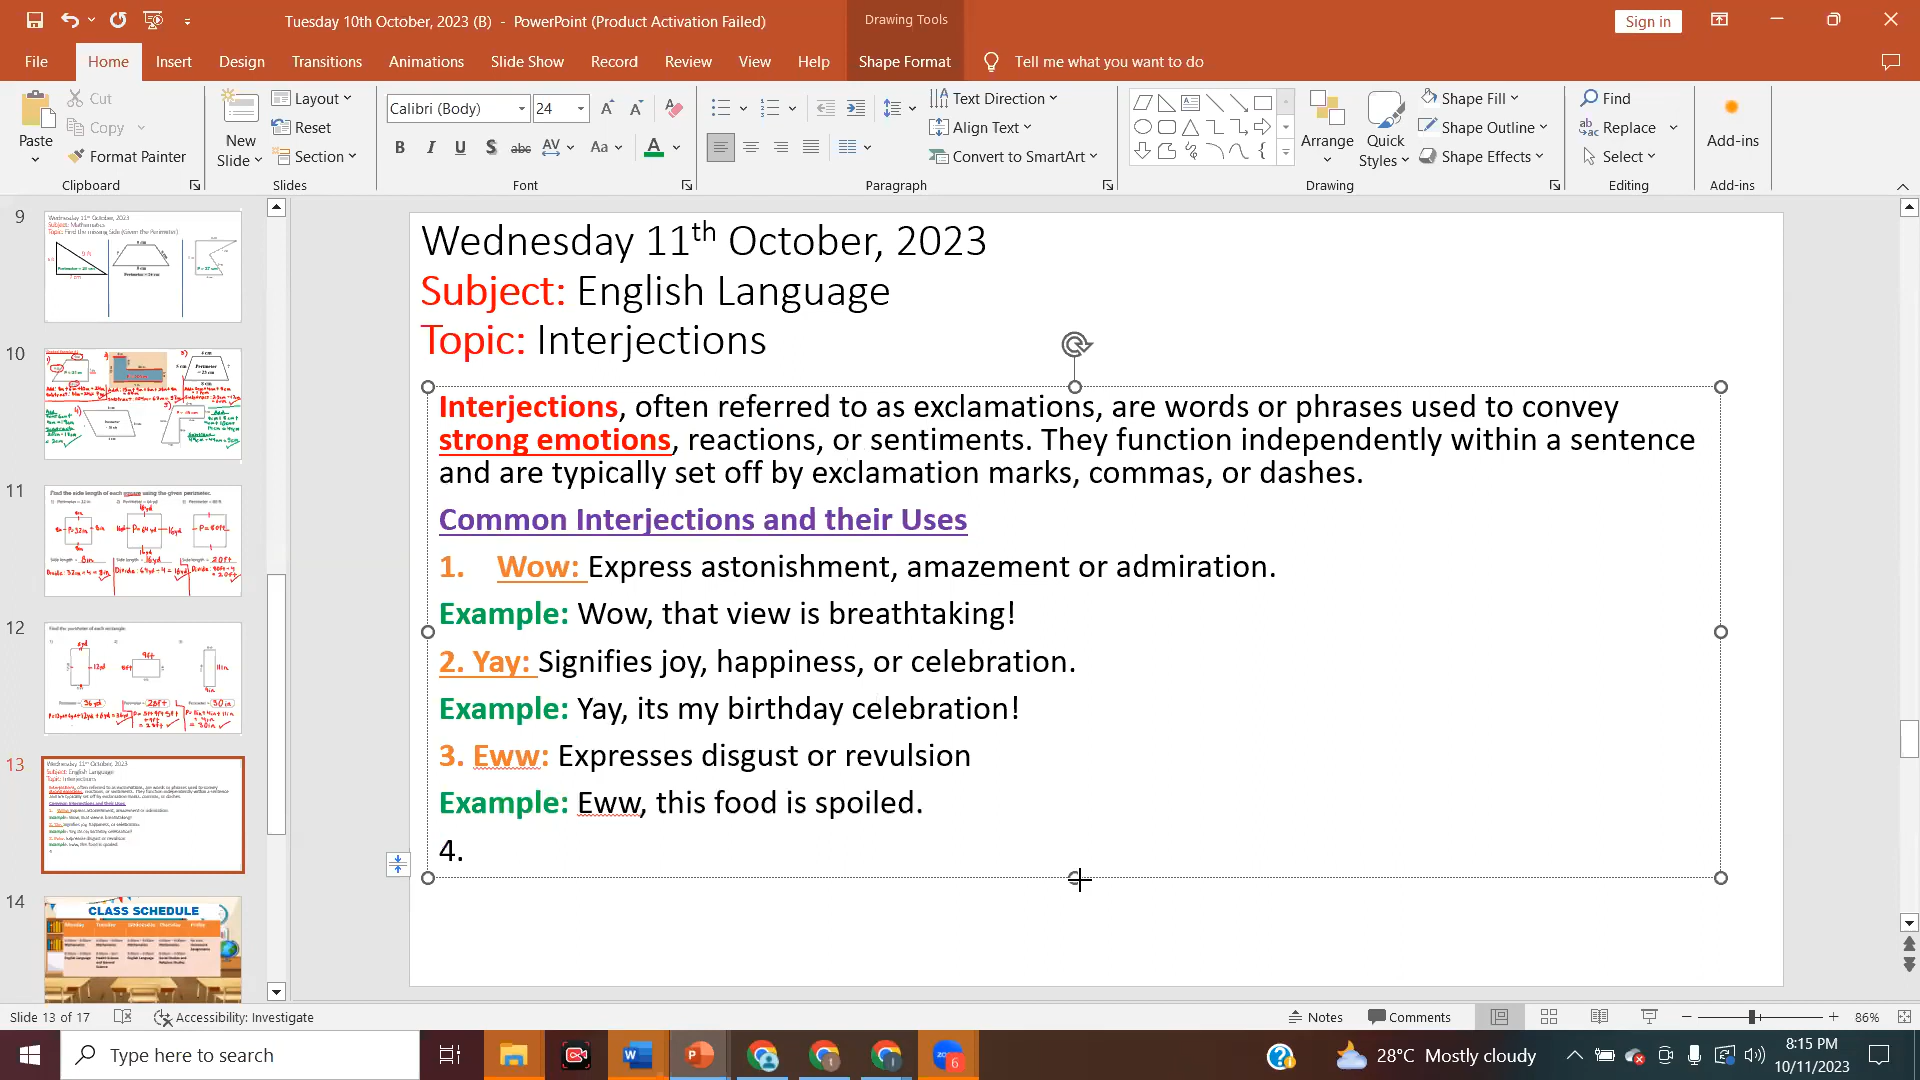 Tuesday 10th October, 2023 (B) - PowerPoint (Product Activation Failed)
Drawing Tools
Sign in
File Home Insert Design Transitions Animations Slide Show Record Review View Help Shape Format Tell me what you want to do
Paste
Cut
Copy
Format Painter
Clipboard
New Slide
Layout
Reset
Section
Slides
Calibri (Body) 24
B I U S abc AV Aa A
Font
Text Direction
Align Text
Convert to SmartArt
Paragraph
Arrange
Quick Styles
Shape Fill
Shape Outline
Shape Effects
Drawing
Find
Replace
Select
Editing
Add-ins
Add-ins
9
10
11
12
13
14
CLASS SCHEDULE
Wednesday 11th October, 2023
Subject: English Language
Topic: Interjections
Interjections, often referred to as exclamations, are words or phrases used to convey
strong emotions, reactions, or sentiments. They function independently within a sentence
and are typically set off by exclamation marks, commas, or dashes.
Common Interjections and their Uses
1. Wow: Express astonishment, amazement or admiration.
Example: Wow, that view is breathtaking!
2. Yay: Signifies joy, happiness, or celebration.
Example: Yay, its my birthday celebration!
3. Eww: Expresses disgust or revulsion
Example: Eww, this food is spoiled.
4.
Slide 13 of 17 Accessibility: Investigate Notes Comments 86%
Type here to search
28°C Mostly cloudy
8:15 PM
10/11/2023